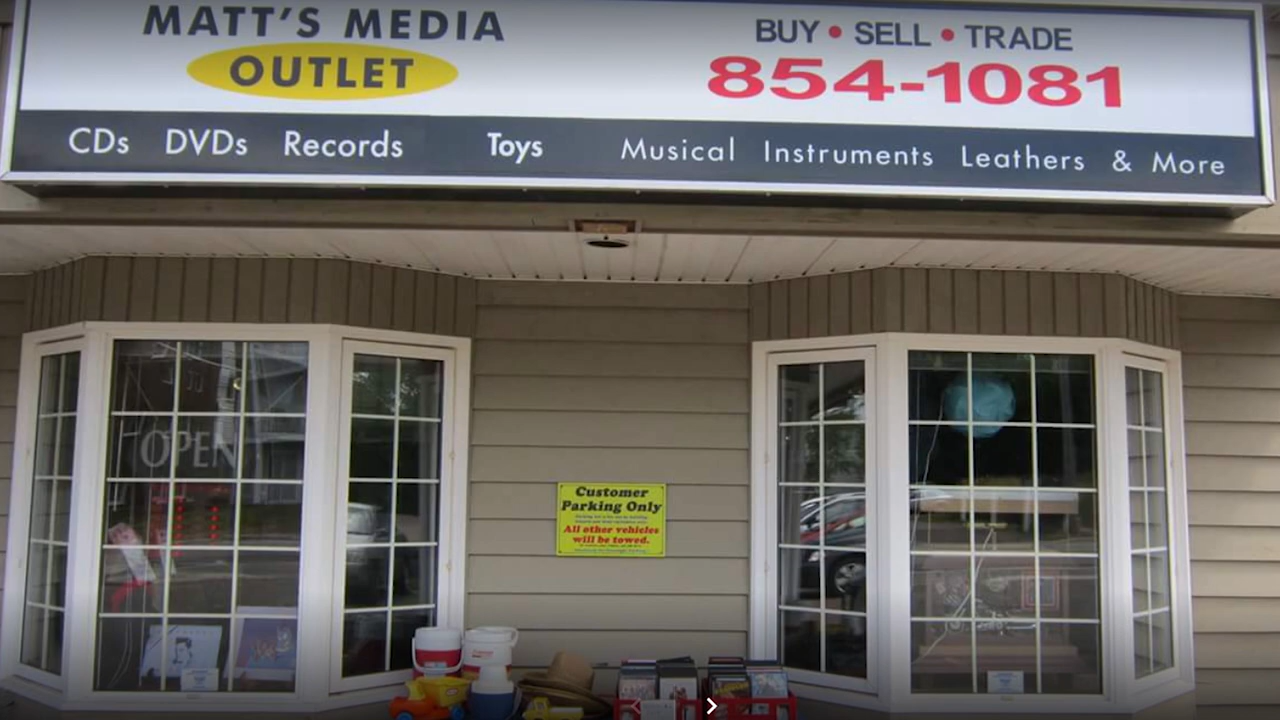 MATT'S MEDIA
OUTLET
BUY • SELL • TRADE
854-1081
CDs DVDs Records Toys Musical Instruments Leathers & More
OPEN
Customer
Parking Only
All other vehicles
will be towed.